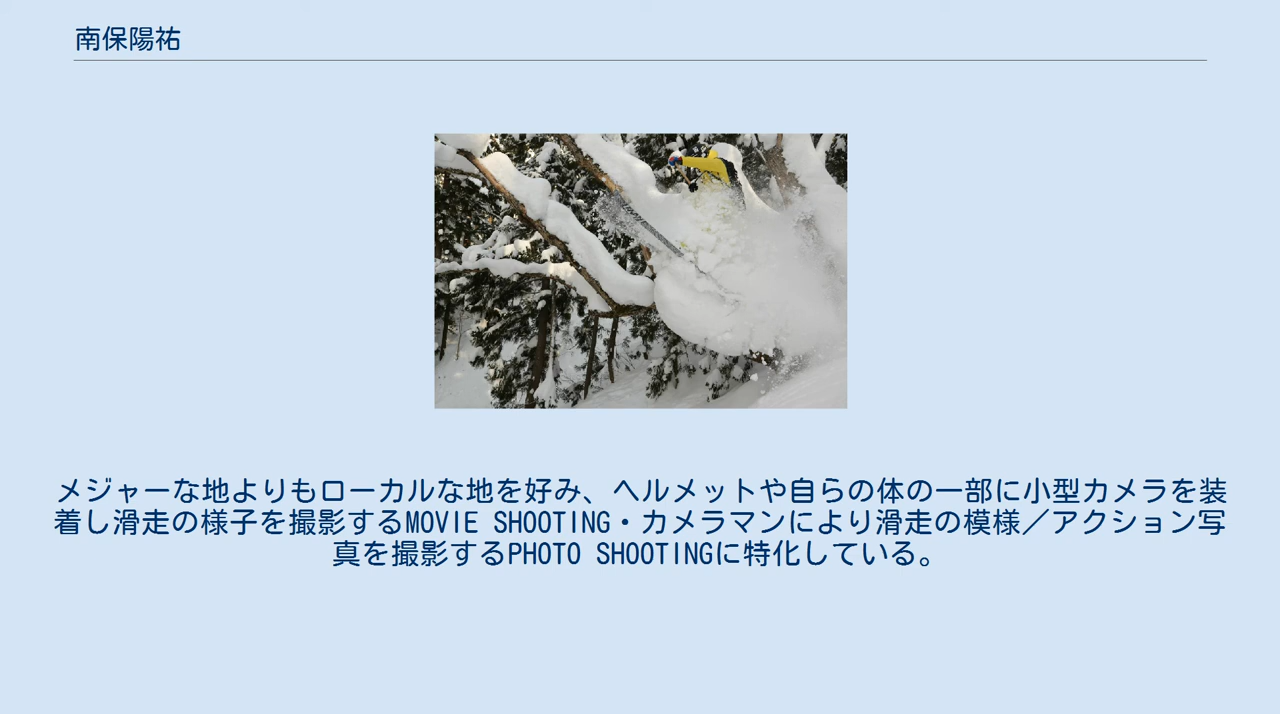 南保陽祐
メジャーな地よりもローカルな地を好み、ヘルメットや自らの体の一部に小型カメラを装
着し滑走の様子を撮影するMOVIE SHOOTING・カメラマンにより滑走の模様／アクション写
真を撮影するPHOTO SHOOTINGに特化している。